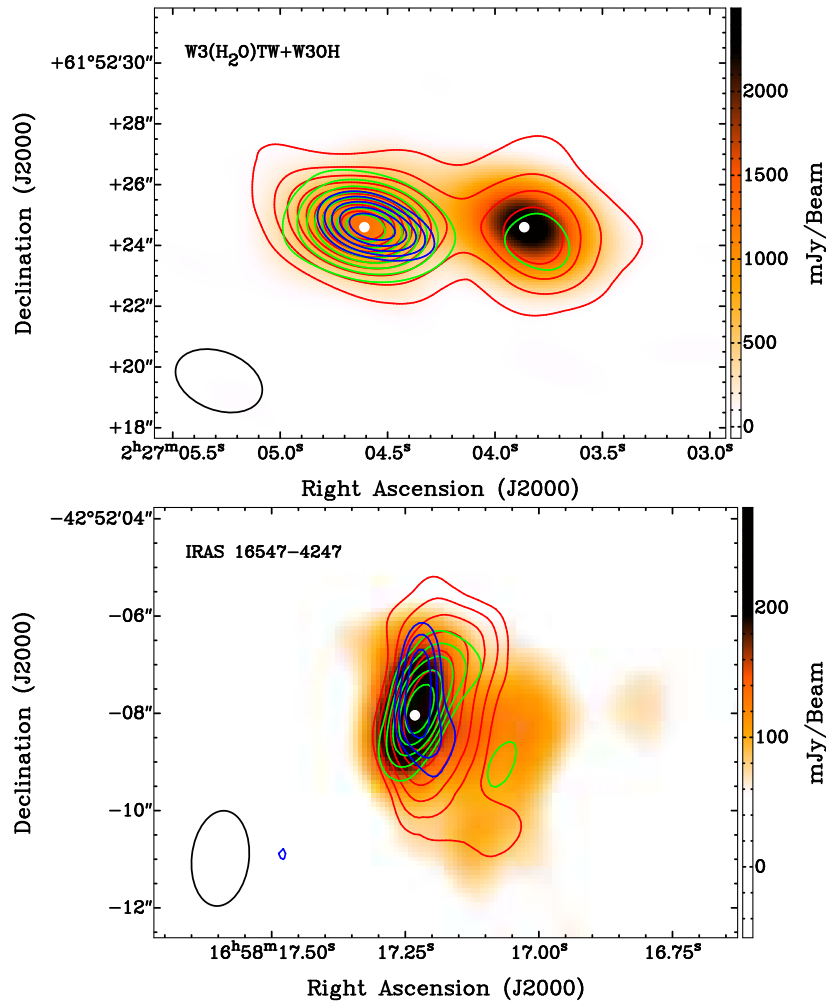 W3(H₂O)TW+W3OH
+61°52′30″
+28″
+26″
+24″
+22″
+20″
+18″
Declination (J2000)
2ʰ27ᵐ05.5ˢ 05.0ˢ 04.5ˢ 04.0ˢ 03.5ˢ 03.0ˢ
Right Ascension (J2000)
2000
1500
1000
500
0
mJy/Beam
−42°52′04″
IRAS 16547−4247
−06″
−08″
−10″
−12″
Declination (J2000)
16ʰ58ᵐ17.50ˢ 17.25ˢ 17.00ˢ 16.75ˢ
Right Ascension (J2000)
200
100
0
mJy/Beam